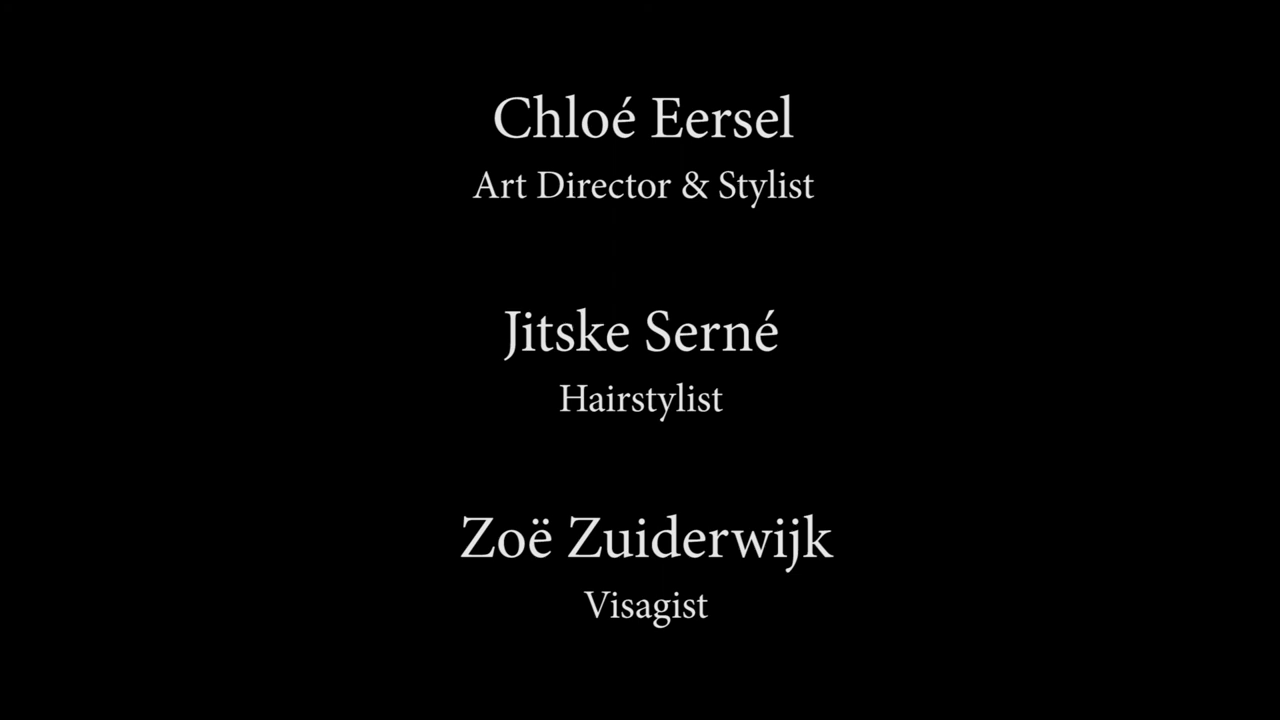 Chloé Eersel
Art Director & Stylist
Jitske Serné
Hairstylist
Zoë Zuiderwijk
Visagist